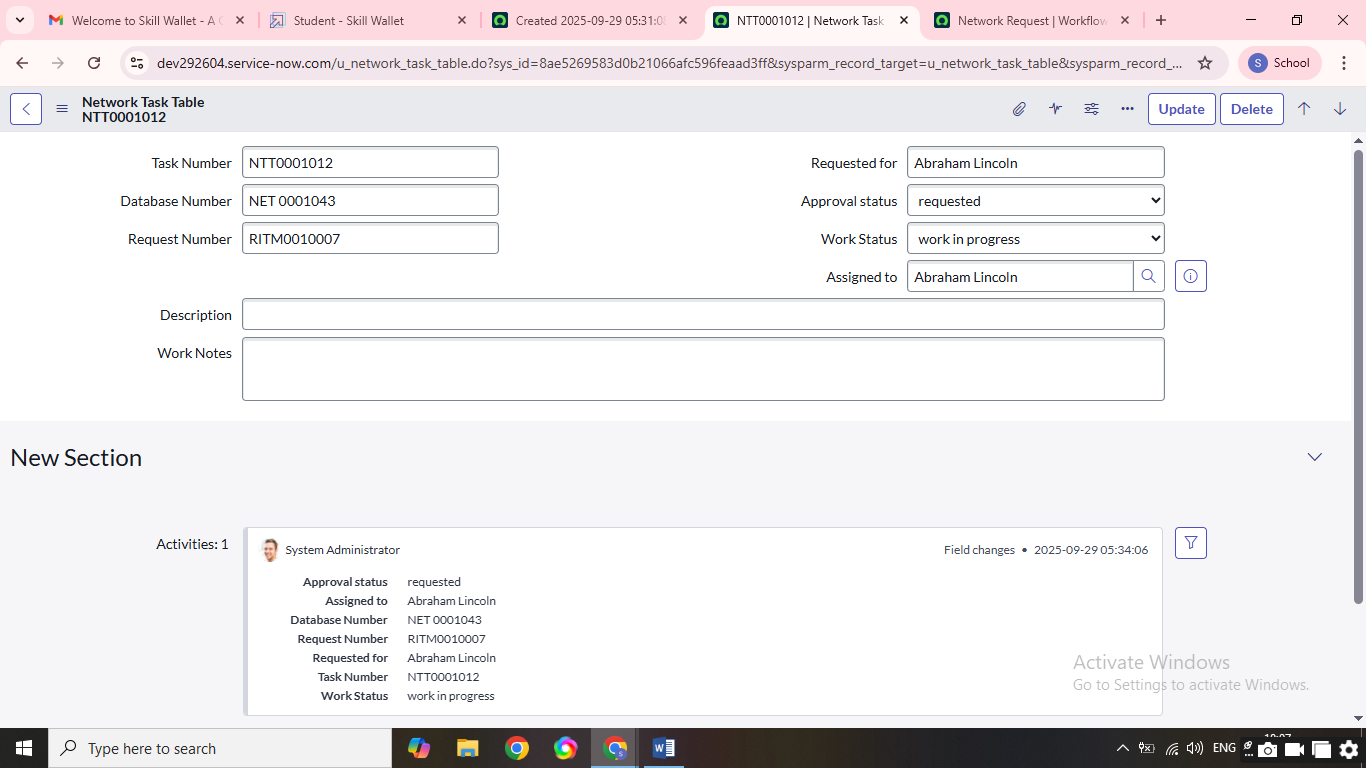 Welcome to Skill Wallet - A C
Student - Skill Wallet
Created 2025-09-29 05:31:0
NTT0001012 | Network Task
Network Request | Workflow
dev292604.service-now.com/u_network_task_table.do?sys_id=8ae5269583d0b21066afc596feaad3ff&sysparm_record_target=u_network_task_table&sysparm_record_...
S School
Network Task Table
NTT0001012
Update
Delete
Task Number NTT0001012
Requested for Abraham Lincoln
Database Number NET 0001043
Approval status requested
Request Number RITM0010007
Work Status work in progress
Assigned to Abraham Lincoln
Description
Work Notes
New Section
Activities: 1
System Administrator
Field changes • 2025-09-29 05:34:06
Approval status requested
Assigned to Abraham Lincoln
Database Number NET 0001043
Request Number RITM0010007
Requested for Abraham Lincoln
Task Number NTT0001012
Work Status work in progress
Activate Windows
Go to Settings to activate Windows.
Type here to search
ENG